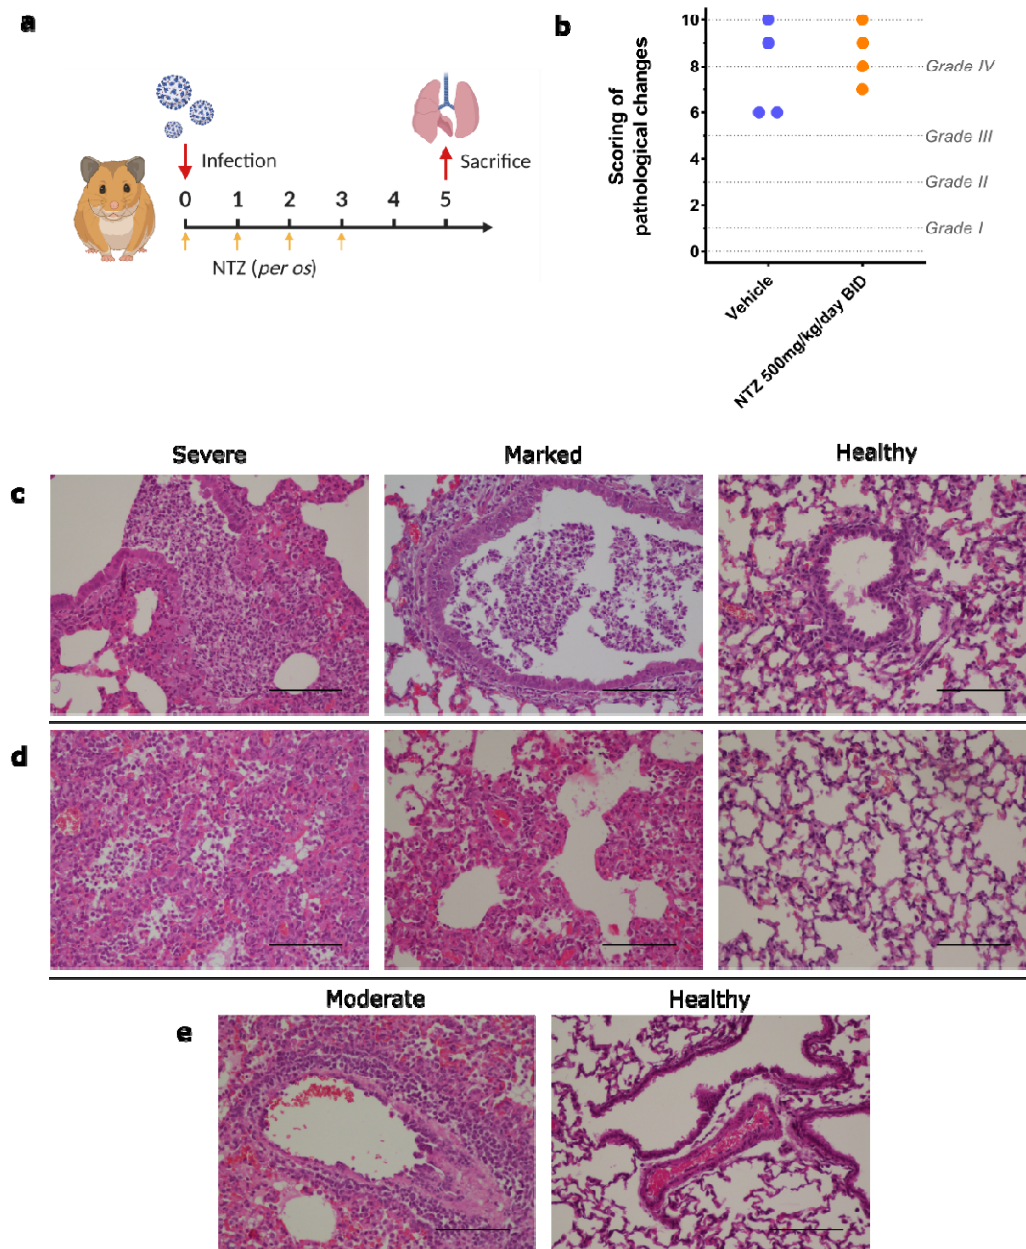 a
Infection
Sacrifice
0 1 2 3 4 5
NTZ (per os)
b
Scoring of
pathological changes
10
8
6
4
2
0
Grade IV
Grade III
Grade II
Grade I
Vehicle
NTZ 500mg/kg/day BID
Severe Marked Healthy
c
d
Moderate Healthy
e